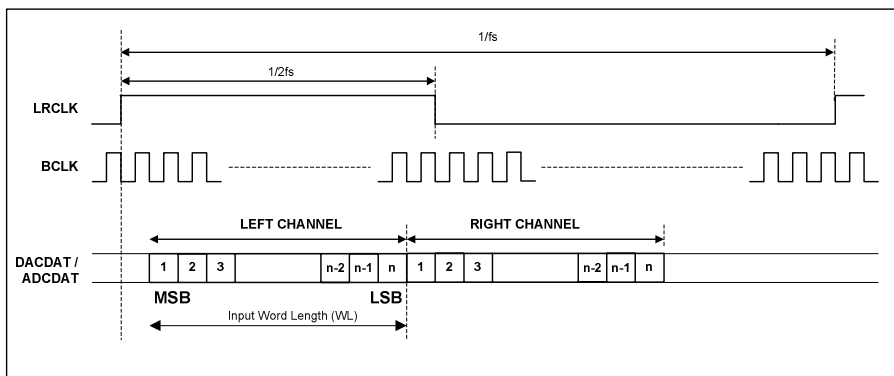 1/fs
1/2fs
LRCLK
BCLK
LEFT CHANNEL RIGHT CHANNEL
DACDAT /
ADCDAT
1 2 3 n-2 n-1 n 1 2 3 n-2 n-1 n
MSB LSB
Input Word Length (WL)